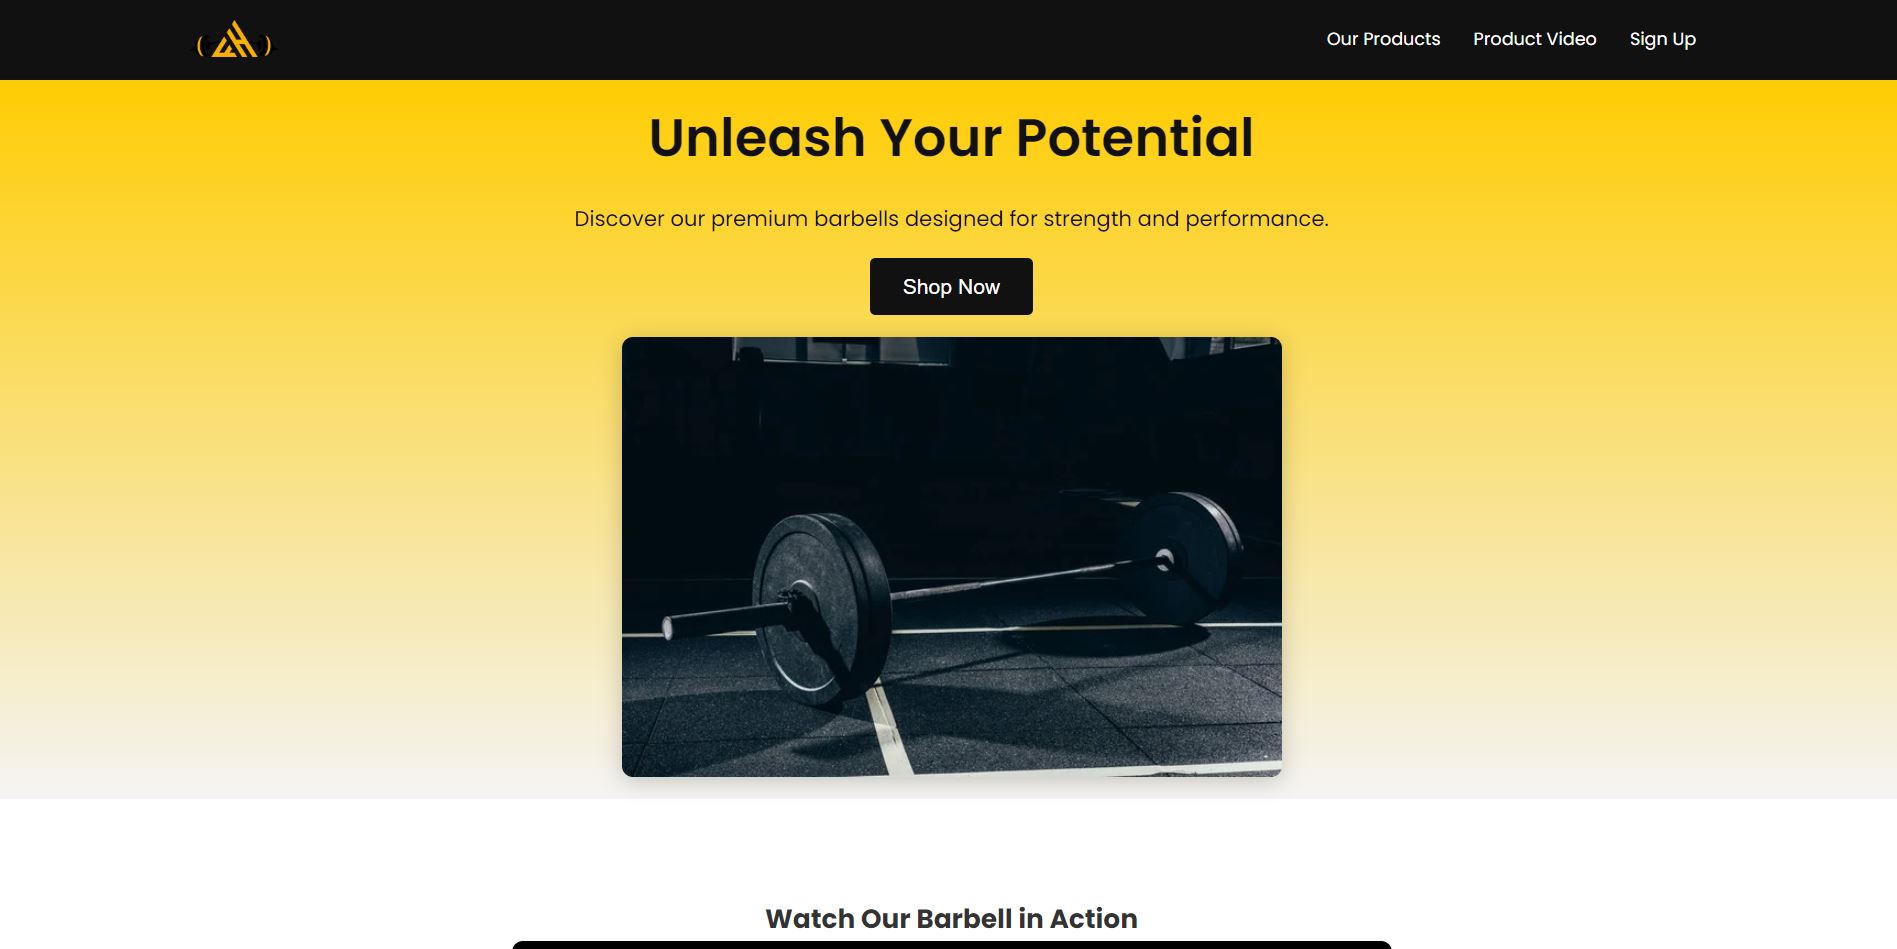 Our Products
Product Video
Sign Up
Unleash Your Potential
Discover our premium barbells designed for strength and performance.
Shop Now
Watch Our Barbell in Action